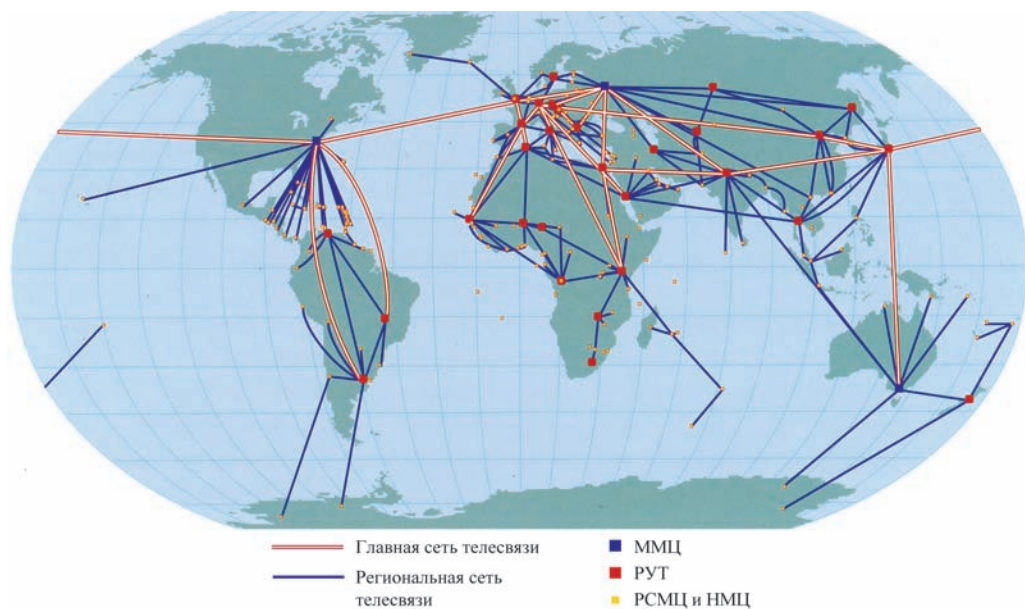 Главная сеть телесвязи
Региональная сеть
телесвязи
ММЦ
РУТ
РСМЦ и НМЦ